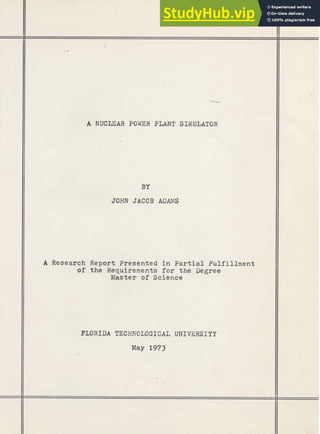 StudyHub.vip
Experienced writers
On-time delivery
100% plagiarism free
A NUCLEAR POWER PLANT SIMULATOR
BY
JOHN JACOB ADAMS
A Research Report Presented in Partial Fulfillment
of the Requirements for the Degree
Master of Science
FLORIDA TECHNOLOGICAL UNIVERSITY
May 1973